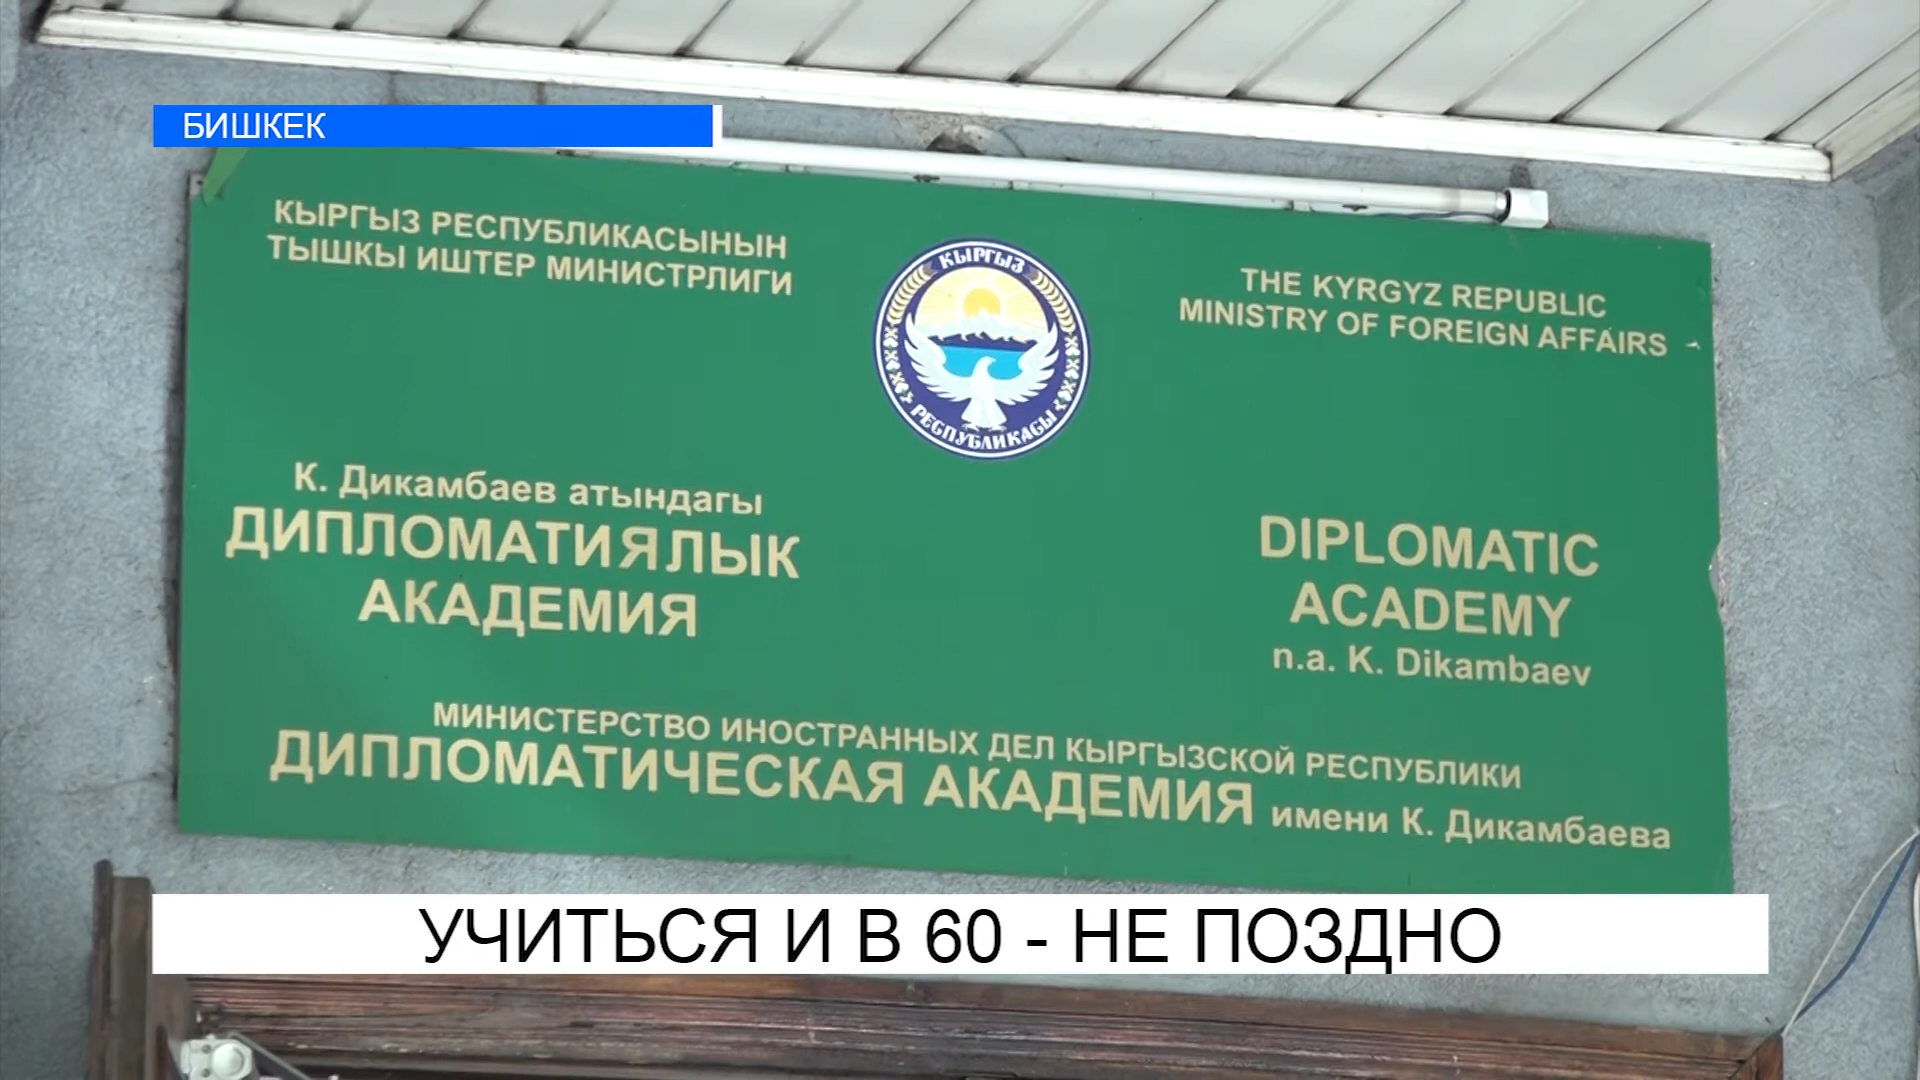 БИШКЕК
КЫРГЫЗ РЕСПУБЛИКАСЫНЫН
ТЫШКЫ ИШТЕР МИНИСТРЛИГИ
КЫРГЫЗ
РЕСПУБЛИКАСЫ
THE KYRGYZ REPUBLIC
MINISTRY OF FOREIGN AFFAIRS
К. Дикамбаев атындагы
ДИПЛОМАТИЯЛЫК
АКАДЕМИЯ
DIPLOMATIC
ACADEMY
n.a. K. Dikambaev
МИНИСТЕРСТВО ИНОСТРАННЫХ ДЕЛ КЫРГЫЗСКОЙ РЕСПУБЛИКИ
ДИПЛОМАТИЧЕСКАЯ АКАДЕМИЯ имени К. Дикамбаева
УЧИТЬСЯ И В 60 - НЕ ПОЗДНО